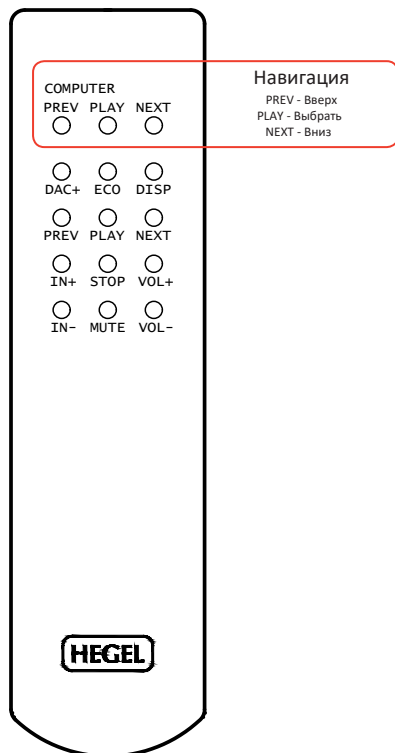 COMPUTER
PREV PLAY NEXT
Навигация
PREV - Вверх
PLAY - Выбрать
NEXT - Вниз
DAC+ ECO DISP
PREV PLAY NEXT
IN+ STOP VOL+
IN- MUTE VOL-
HEGEL